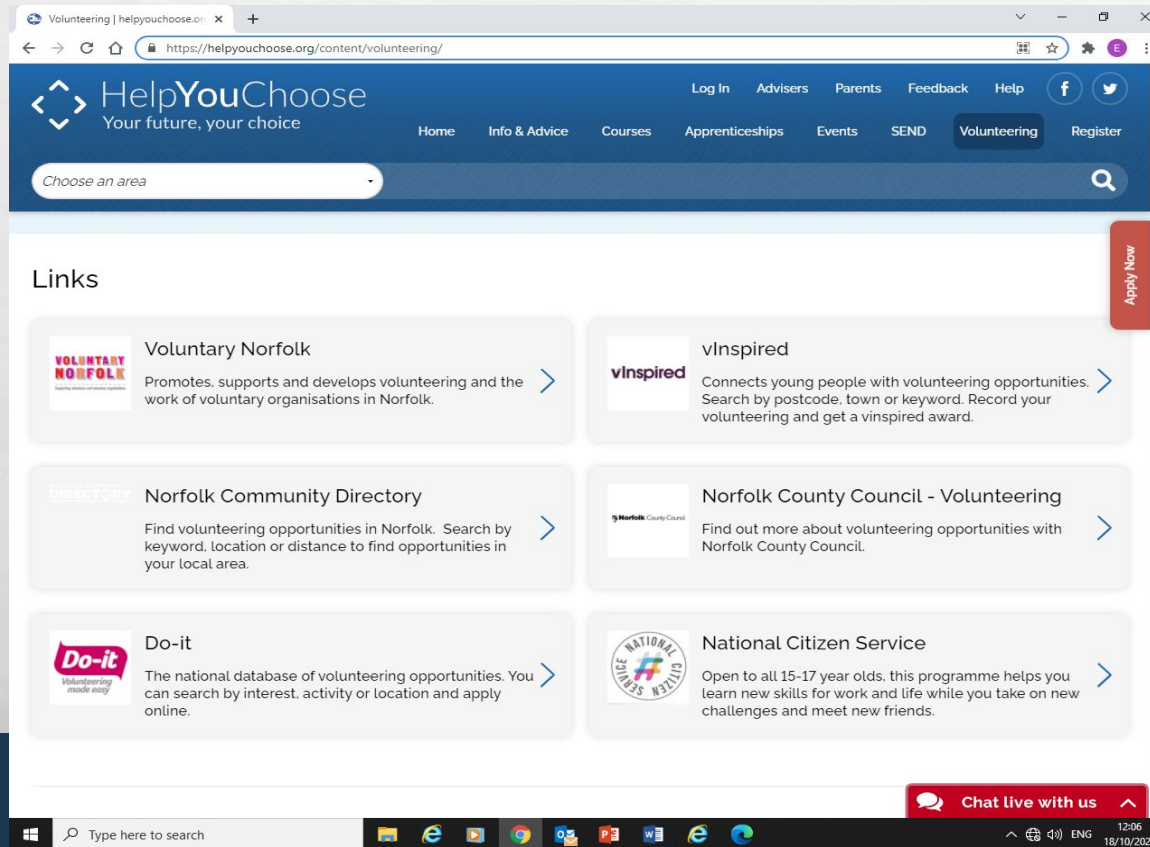 Volunteering | helpyouchoose.or
https://helpyouchoose.org/content/volunteering/
E
HelpYouChoose
Your future, your choice
Log In Advisers Parents Feedback Help
Home Info & Advice Courses Apprenticeships Events SEND Volunteering Register
Choose an area
Apply Now
Links
VOLUNTARY
NORFOLK
Voluntary Norfolk
Promotes, supports and develops volunteering and the
work of voluntary organisations in Norfolk.
vinspired
vInspired
Connects young people with volunteering opportunities.
Search by postcode, town or keyword. Record your
volunteering and get a vinspired award.
DIRECTORY
Norfolk Community Directory
Find volunteering opportunities in Norfolk. Search by
keyword, location or distance to find opportunities in
your local area.
Norfolk County Council
Norfolk County Council - Volunteering
Find out more about volunteering opportunities with
Norfolk County Council.
Do-it
Volunteering
made easy
Do-it
The national database of volunteering opportunities. You
can search by interest, activity or location and apply
online.
NATIONAL CITIZEN SERVICE
National Citizen Service
Open to all 15-17 year olds, this programme helps you
learn new skills for work and life while you take on new
challenges and meet new friends.
Chat live with us
Type here to search
ENG
12:06
18/10/202